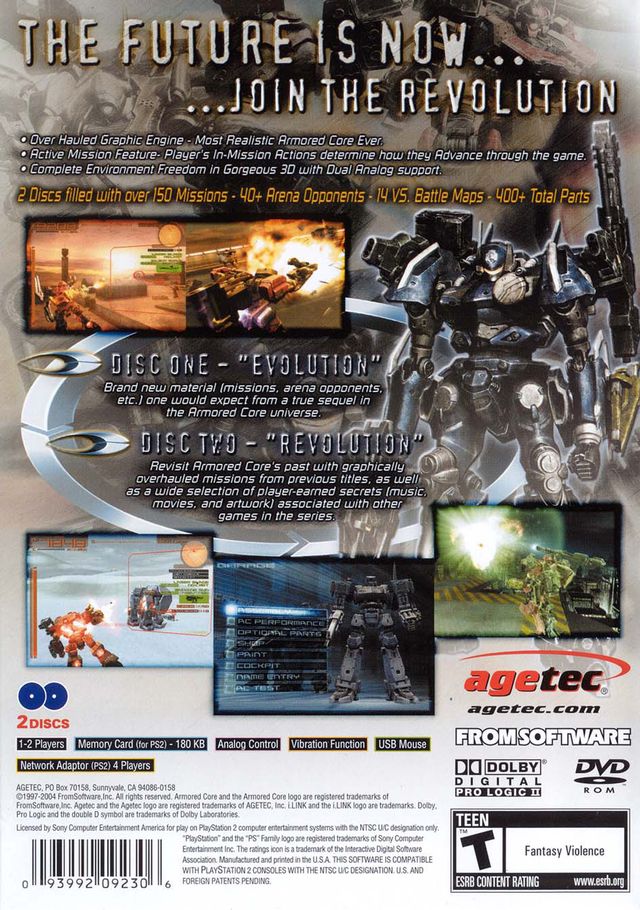 THE FUTURE IS NOW...
...JOIN THE REVOLUTION
• Over Hauled Graphic Engine - Most Realistic Armored Core Ever.
• Active Mission Feature- Player's In-Mission Actions determine how they Advance through the game.
• Complete Environment Freedom in Gorgeous 3D with Dual Analog support.
2 Discs filled with over 150 Missions - 40+ Arena Opponents - 14 VS. Battle Maps - 400+ Total Parts
DISC ONE - "EVOLUTION"
Brand new material (missions, arena opponents,
etc.) one would expect from a true sequel in
the Armored Core universe.
DISC TWO - "REVOLUTION"
Revisit Armored Core's past with graphically
overhauled missions from previous titles, as well
as a wide selection of player-earned secrets (music,
movies, and artwork) associated with other
games in the series.
GARAGE
ASSEMBLY
AC PERFORMANCE
OPTIONAL PARTS
SHOP
PAINT
COCKPIT
NAME ENTRY
AC TEST
2 DISCS
agetec®
agetec.com
FROMSOFTWARE
1-2 Players
Memory Card (for PS2) - 180 KB
Analog Control
Vibration Function
USB Mouse
Network Adaptor (PS2) 4 Players
DOLBY®
DIGITAL
PRO LOGIC II
DVD
ROM
AGETEC, PO Box 70158, Sunnyvale, CA 94086-0158
©1997-2004 FromSoftware,Inc. All rights reserved. Armored Core and the Armored Core logo are registered trademarks of
FromSoftware,Inc. Agetec and the Agetec logo are registered trademarks of AGETEC, Inc. i.LINK and the i.LINK logo are trademarks. Dolby,
Pro Logic and the double D symbol are trademarks of Dolby Laboratories.
Licensed by Sony Computer Entertainment America for play on PlayStation 2 computer entertainment systems with the NTSC U/C designation only.
"PlayStation" and the "PS" Family logo are registered trademarks of Sony Computer
Entertainment Inc. The ratings icon is a trademark of the Interactive Digital Software
Association. Manufactured and printed in the U.S.A. THIS SOFTWARE IS COMPATIBLE
WITH PLAYSTATION 2 CONSOLES WITH THE NTSC U/C DESIGNATION. U.S. AND
FOREIGN PATENTS PENDING.
0 93992 09230 6
TEEN
T
TM
Fantasy Violence
ESRB CONTENT RATING
www.esrb.org